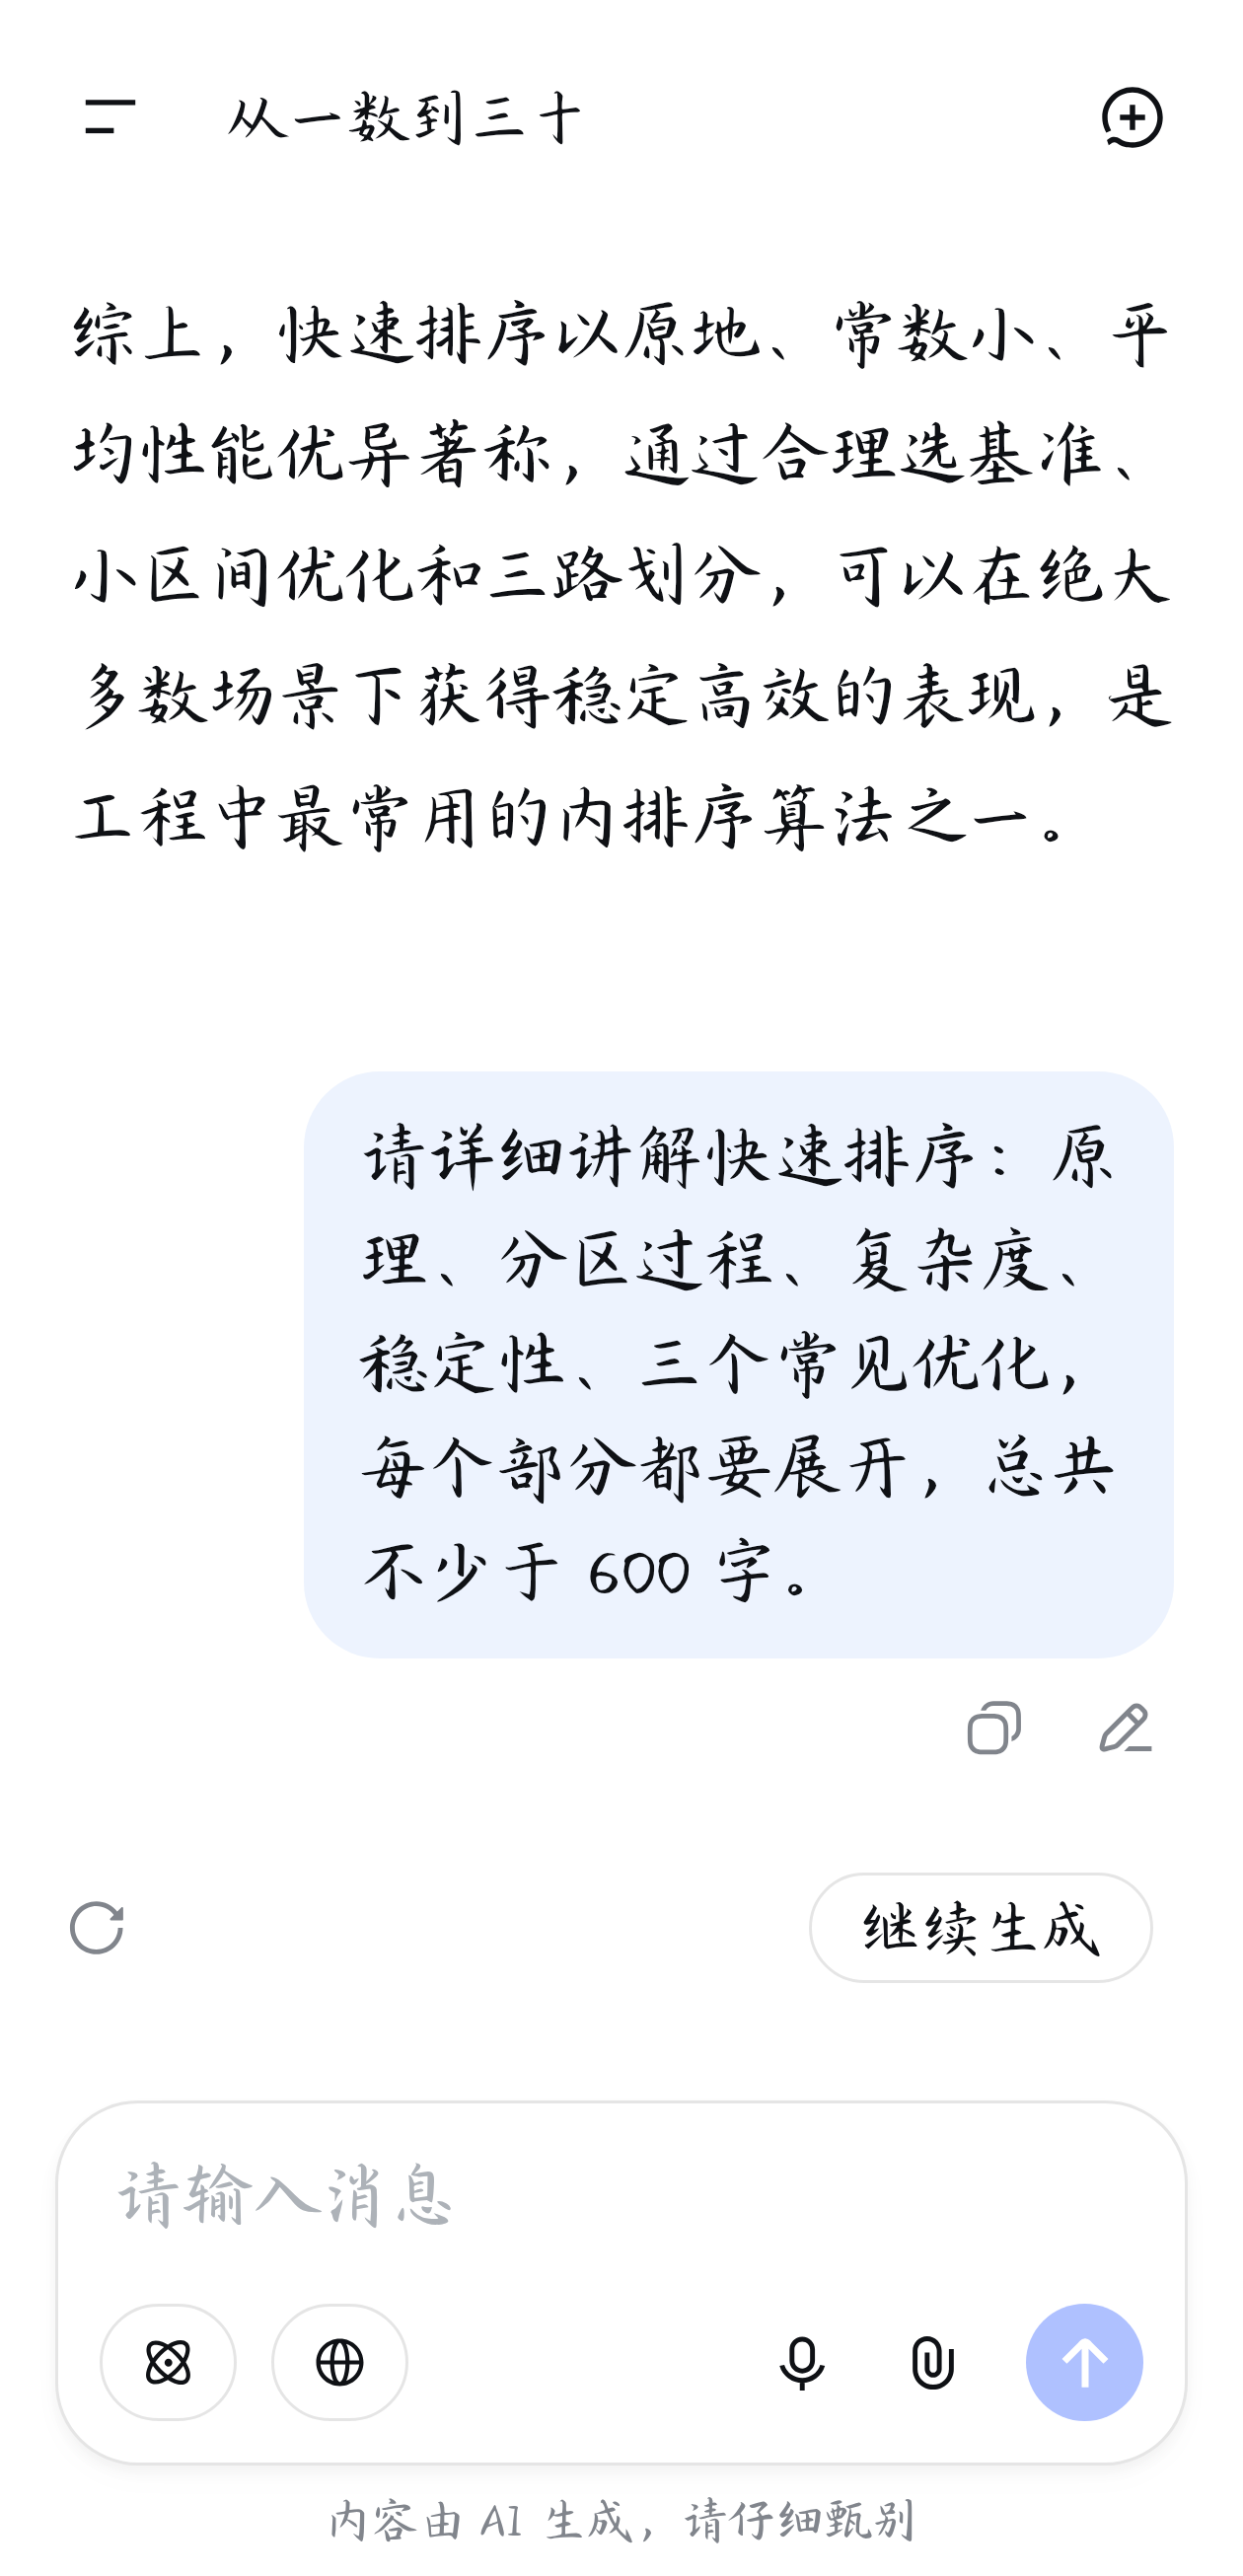 从一数到三十
综上，快速排序以原地、常数小、平
均性能优异著称，通过合理选基准、
小区间优化和三路划分，可以在绝大
多数场景下获得稳定高效的表现，是
工程中最常用的内排序算法之一。
请详细讲解快速排序：原
理、分区过程、复杂度、
稳定性、三个常见优化，
每个部分都要展开，总共
不少于 600 字。
继续生成
请输入消息
内容由 AI 生成，请仔细甄别